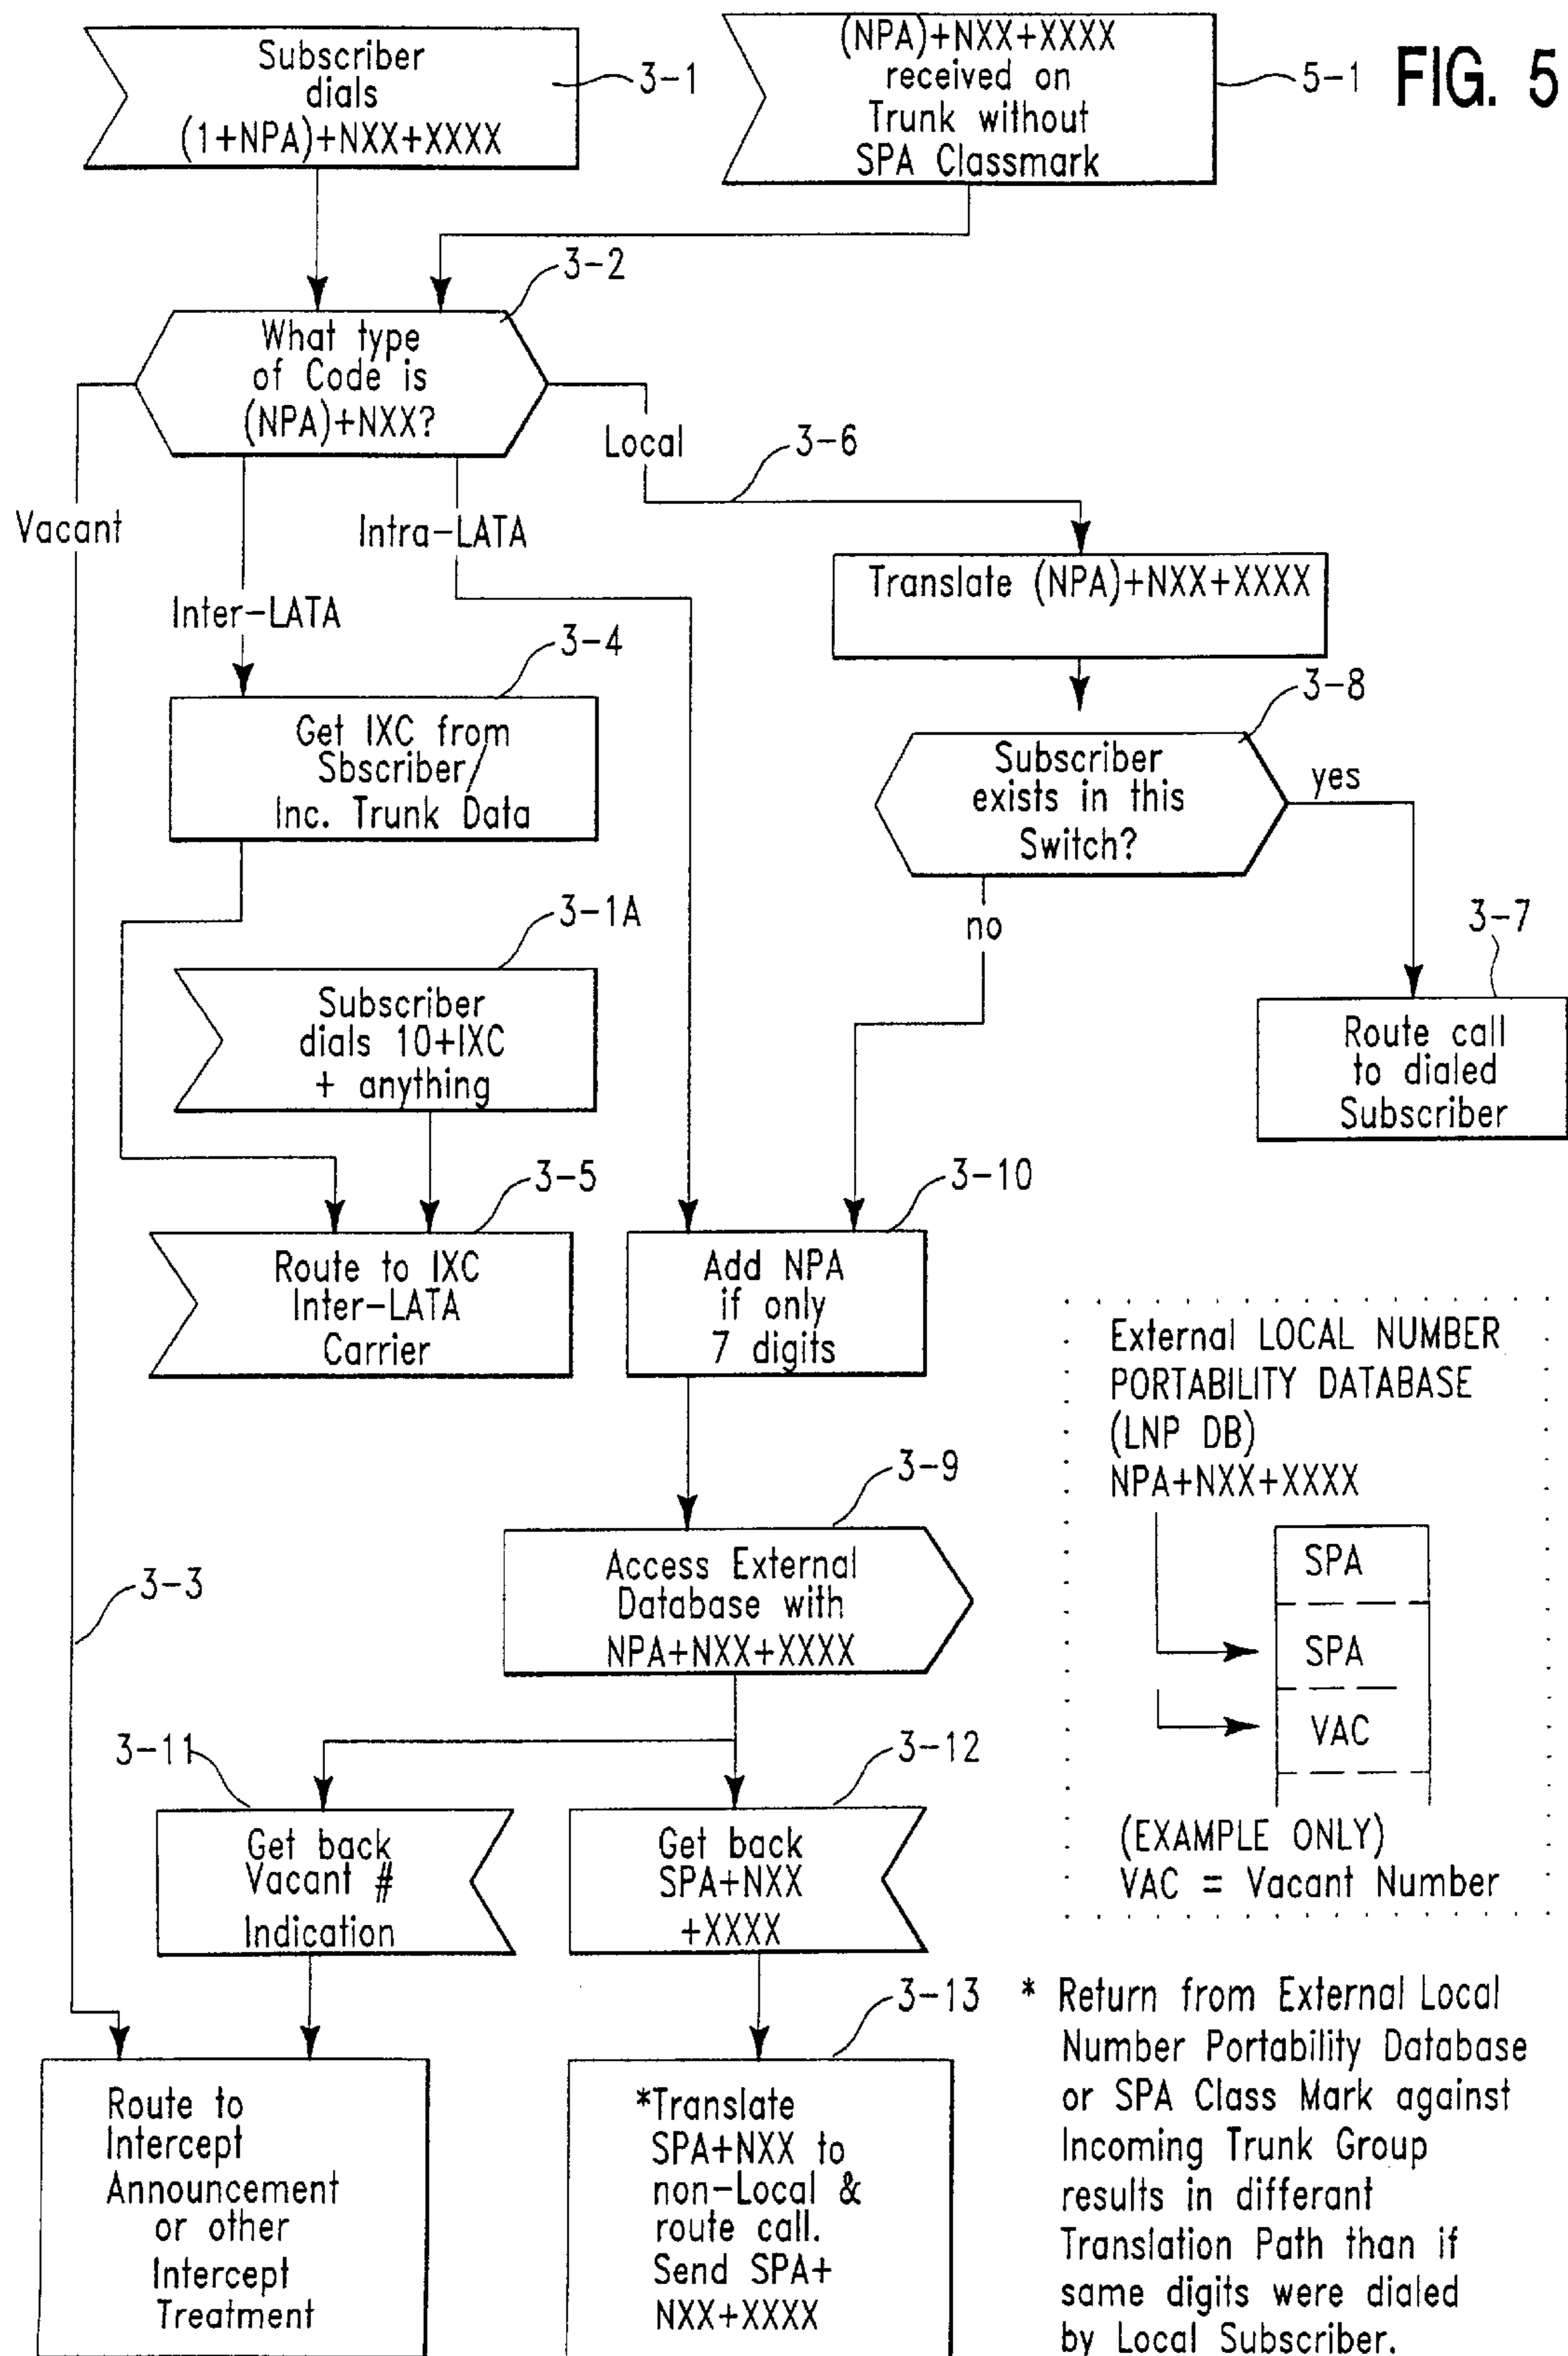 FIG. 5
Subscriber
dials
(1+NPA)+NXX+XXXX
3-1
(NPA)+NXX+XXXX
received on
Trunk without
SPA Classmark
5-1
3-2
What type
of Code is
(NPA)+NXX?
Vacant
Inter-LATA
Intra-LATA
Local
3-6
Translate (NPA)+NXX+XXXX
3-4
Get IXC from
Sbscriber/
Inc. Trunk Data
3-8
Subscriber
exists in this
Switch?
yes
no
3-7
Route call
to dialed
Subscriber
3-1A
Subscriber
dials 10+IXC
+ anything
3-5
Route to IXC
Inter-LATA
Carrier
3-10
Add NPA
if only
7 digits
3-9
Access External
Database with
NPA+NXX+XXXX
External LOCAL NUMBER
PORTABILITY DATABASE
(LNP DB)
NPA+NXX+XXXX
SPA
SPA
VAC
(EXAMPLE ONLY)
VAC = Vacant Number
3-3
3-11
Get back
Vacant #
Indication
3-12
Get back
SPA+NXX
+XXXX
3-13
Route to
Intercept
Announcement
or other
Intercept
Treatment
*Translate
SPA+NXX to
non-Local &
route call.
Send SPA+
NXX+XXXX
* Return from External Local
Number Portability Database
or SPA Class Mark against
Incoming Trunk Group
results in differant
Translation Path than if
same digits were dialed
by Local Subscriber.